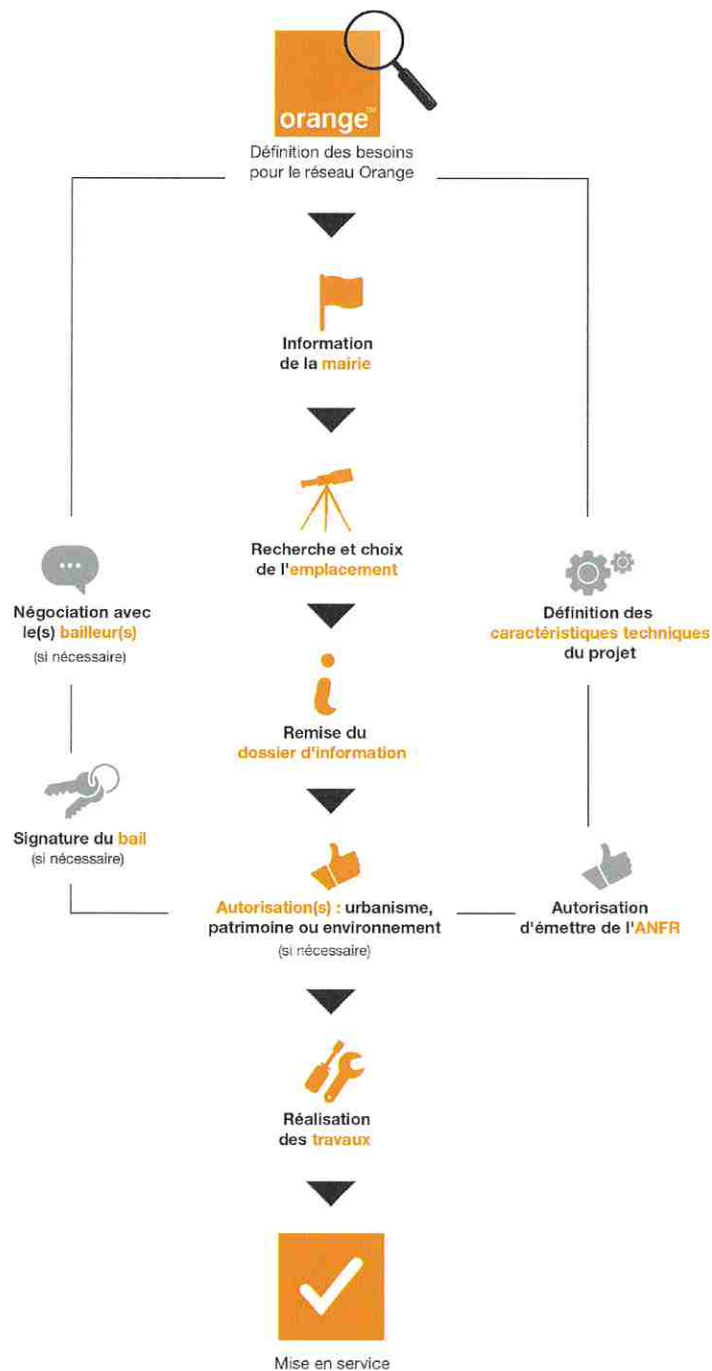 orange™
Définition des besoins
pour le réseau Orange
Information
de la mairie
Recherche et choix
de l'emplacement
Négociation avec
le(s) bailleur(s)
(si nécessaire)
Définition des
caractéristiques techniques
du projet
Remise du
dossier d'information
Signature du bail
(si nécessaire)
Autorisation(s) : urbanisme,
patrimoine ou environnement
(si nécessaire)
Autorisation
d'émettre de l'ANFR
Réalisation
des travaux
Mise en service